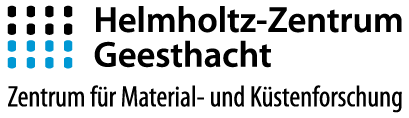 Helmholtz-Zentrum
Geesthacht
Zentrum für Material- und Küstenforschung